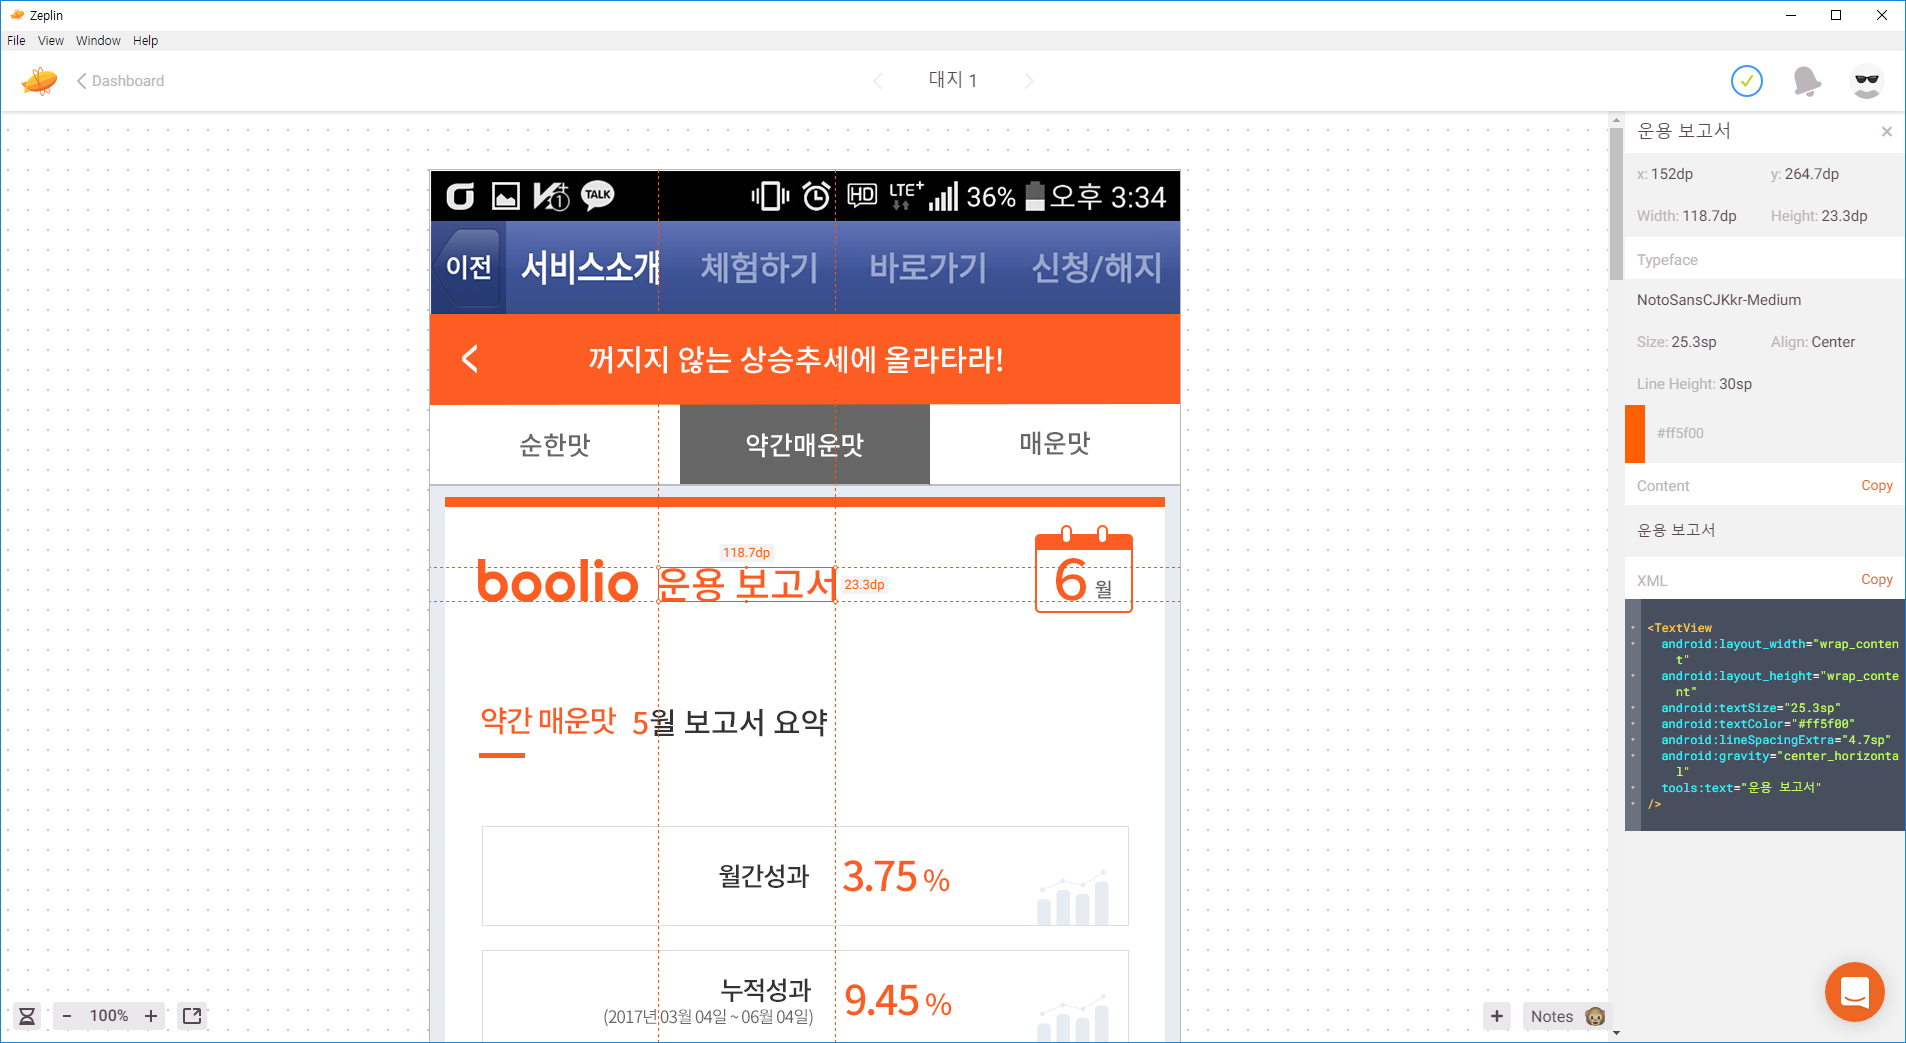 Zeplin
File View Window Help
Dashboard
대지 1
TALK
1
HD LTE+ 36% 오후 3:34
이전 서비스소개 체험하기 바로가기 신청/해지
꺼지지 않는 상승추세에 올라타라!
순한맛 약간매운맛 매운맛
118.7dp
boolio 운용 보고서 23.3dp
6 월
약간 매운맛 5월 보고서 요약
월간성과 3.75 %
누적성과 9.45 %
(2017년 03월 04일 ~ 06월 04일)
- 100% +
+ Notes
운용 보고서
x: 152dp y: 264.7dp
Width: 118.7dp Height: 23.3dp
Typeface
NotoSansCJKkr-Medium
Size: 25.3sp Align: Center
Line Height: 30sp
#ff5f00
Content Copy
운용 보고서
XML Copy
<TextView
android:layout_width="wrap_conten
t"
android:layout_height="wrap_conte
nt"
android:textSize="25.3sp"
android:textColor="#ff5f00"
android:lineSpacingExtra="4.7sp"
android:gravity="center_horizonta
l"
tools:text="운용 보고서"
/>